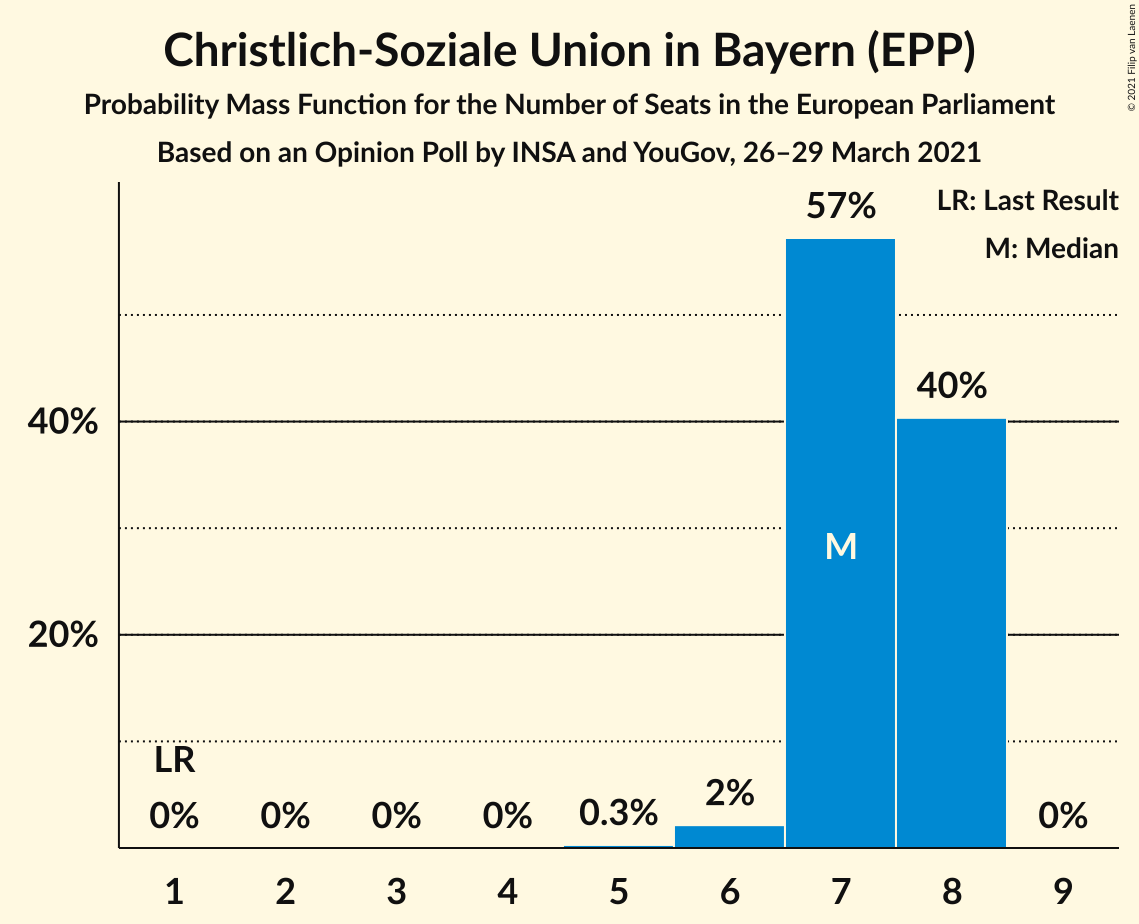 Christlich-Soziale Union in Bayern (EPP)
Probability Mass Function for the Number of Seats in the European Parliament
Based on an Opinion Poll by INSA and YouGov, 26–29 March 2021
© 2021 Filip van Laenen
LR: Last Result
M: Median
57%
40%
40%
M
20%
LR
0% 0% 0% 0% 0.3% 2% 0%
1 2 3 4 5 6 7 8 9